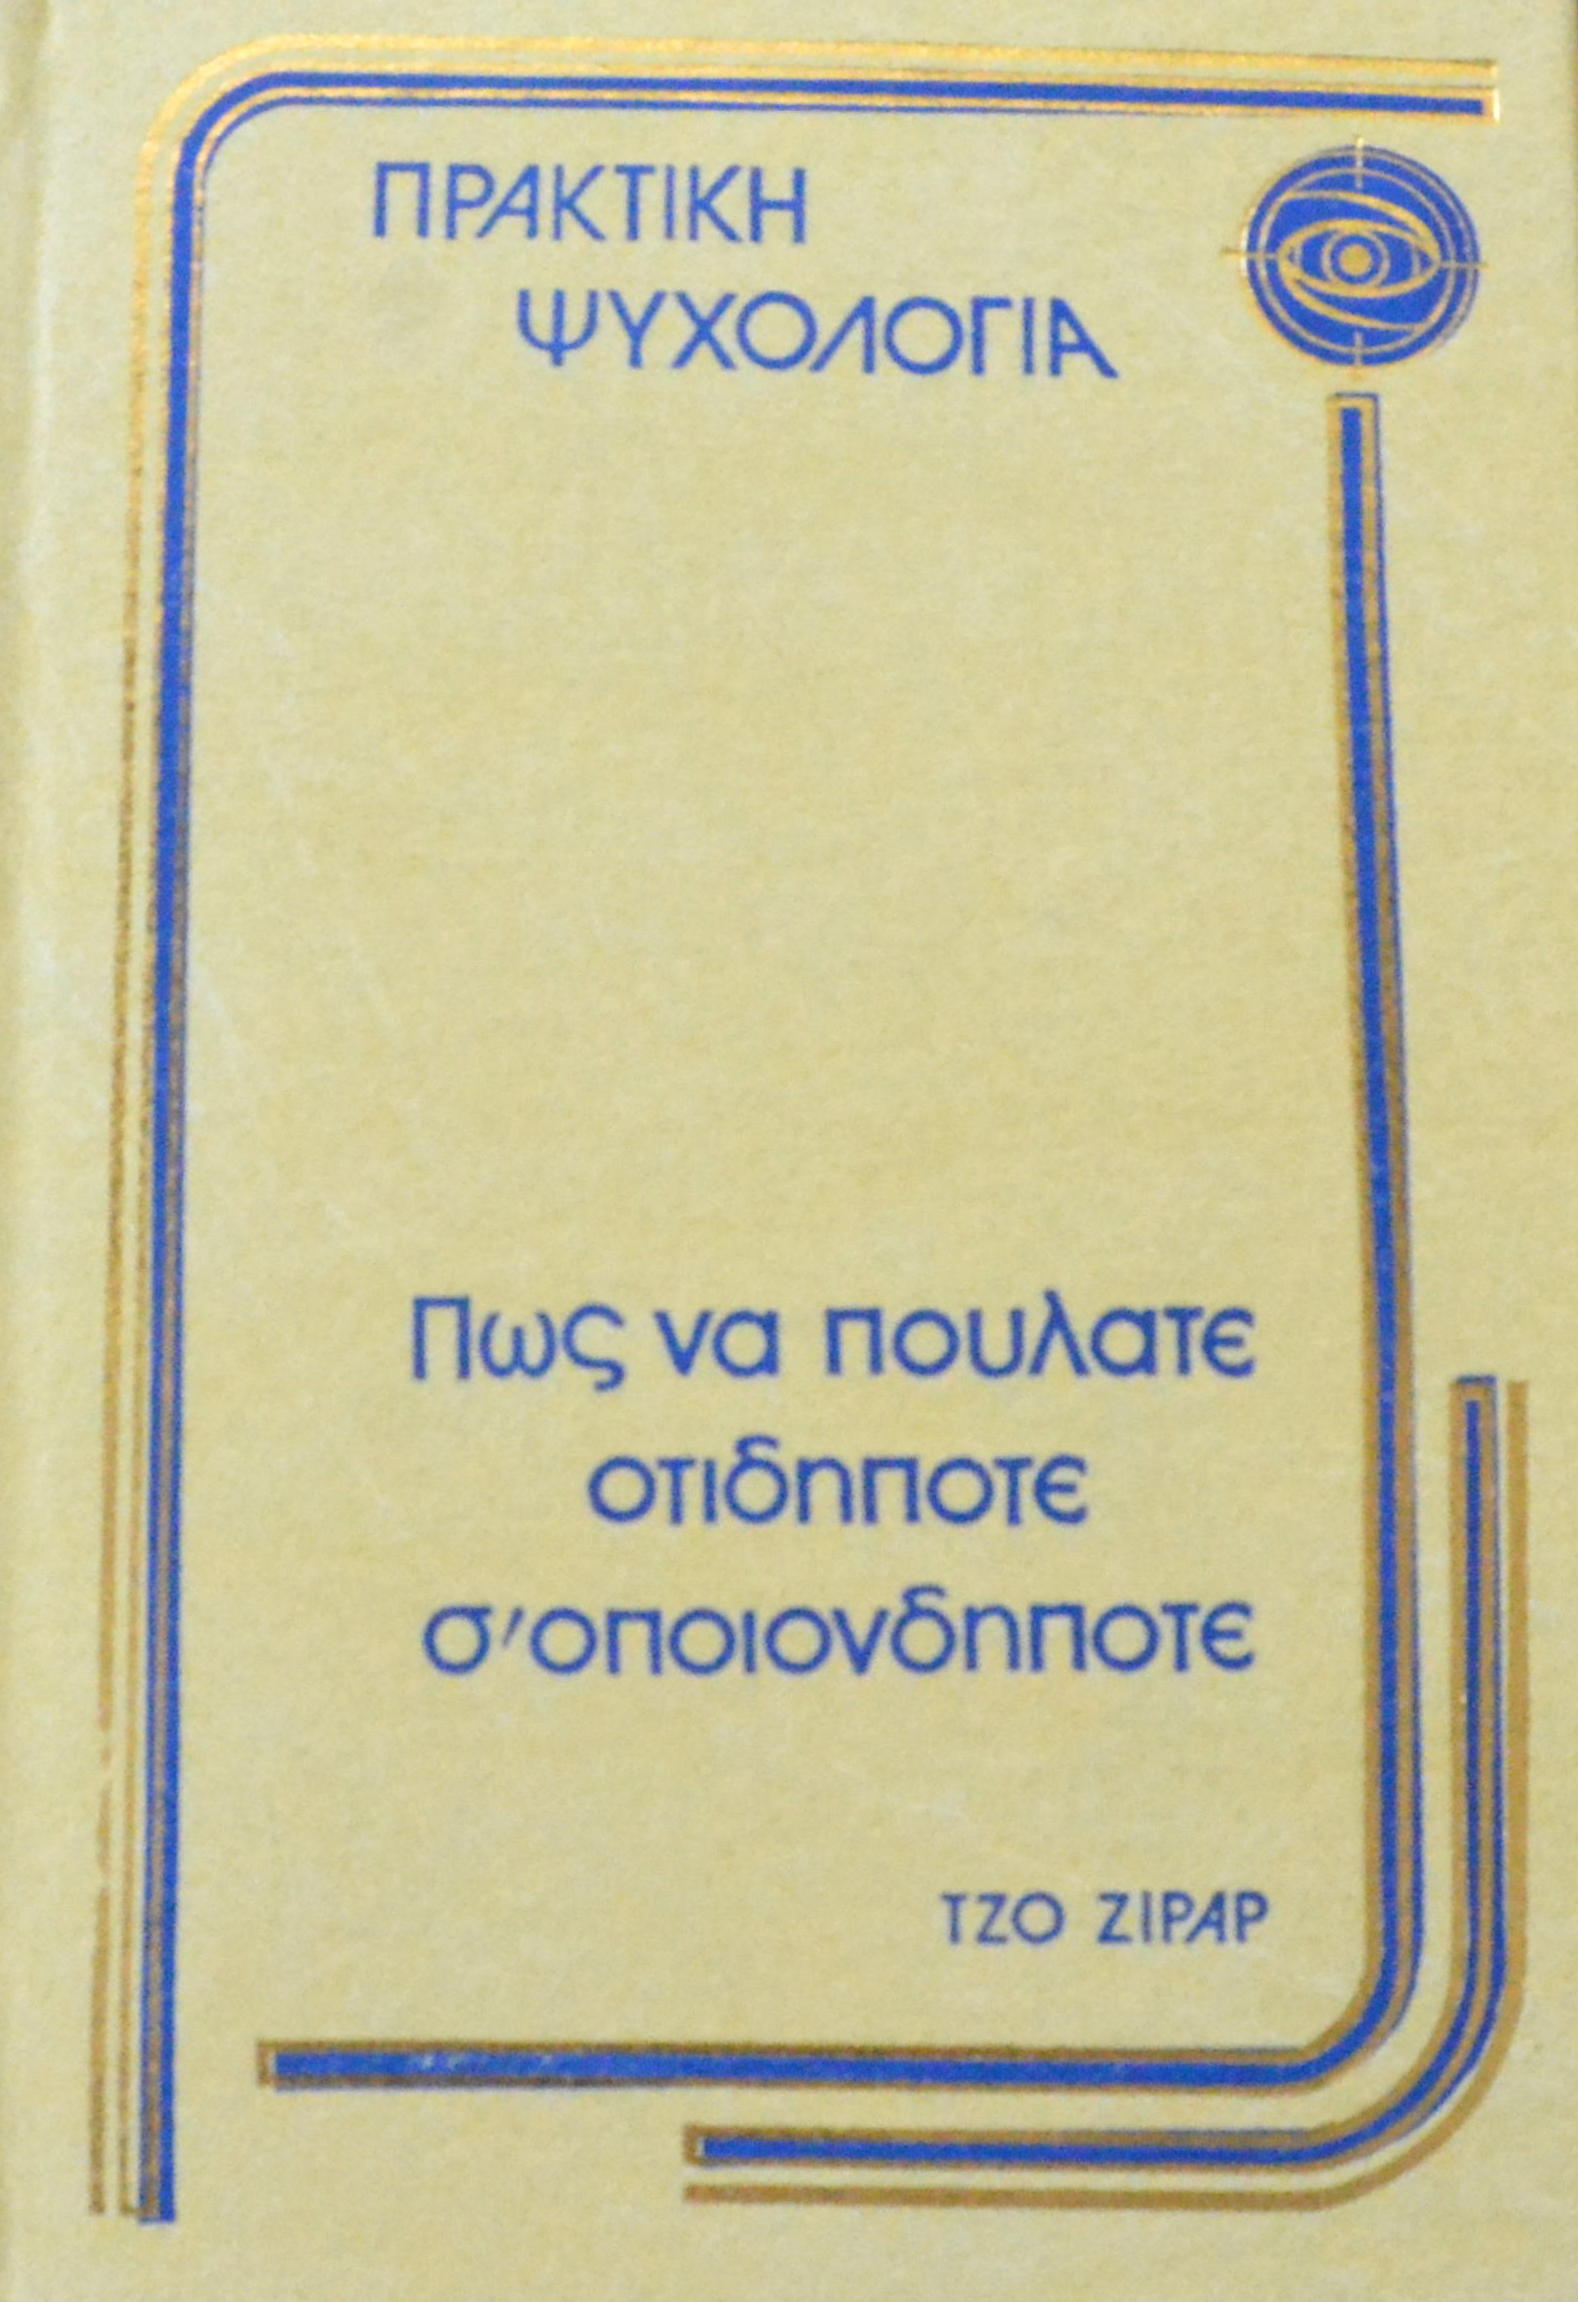 ΠΡΑΚΤΙΚΗ
ΨΥΧΟΛΟΓΙΑ
Πως να πουλατε
οτιδηποτε
σ'οποιονδηποτε
ΤΖΟ ΖΙΡΑΡ